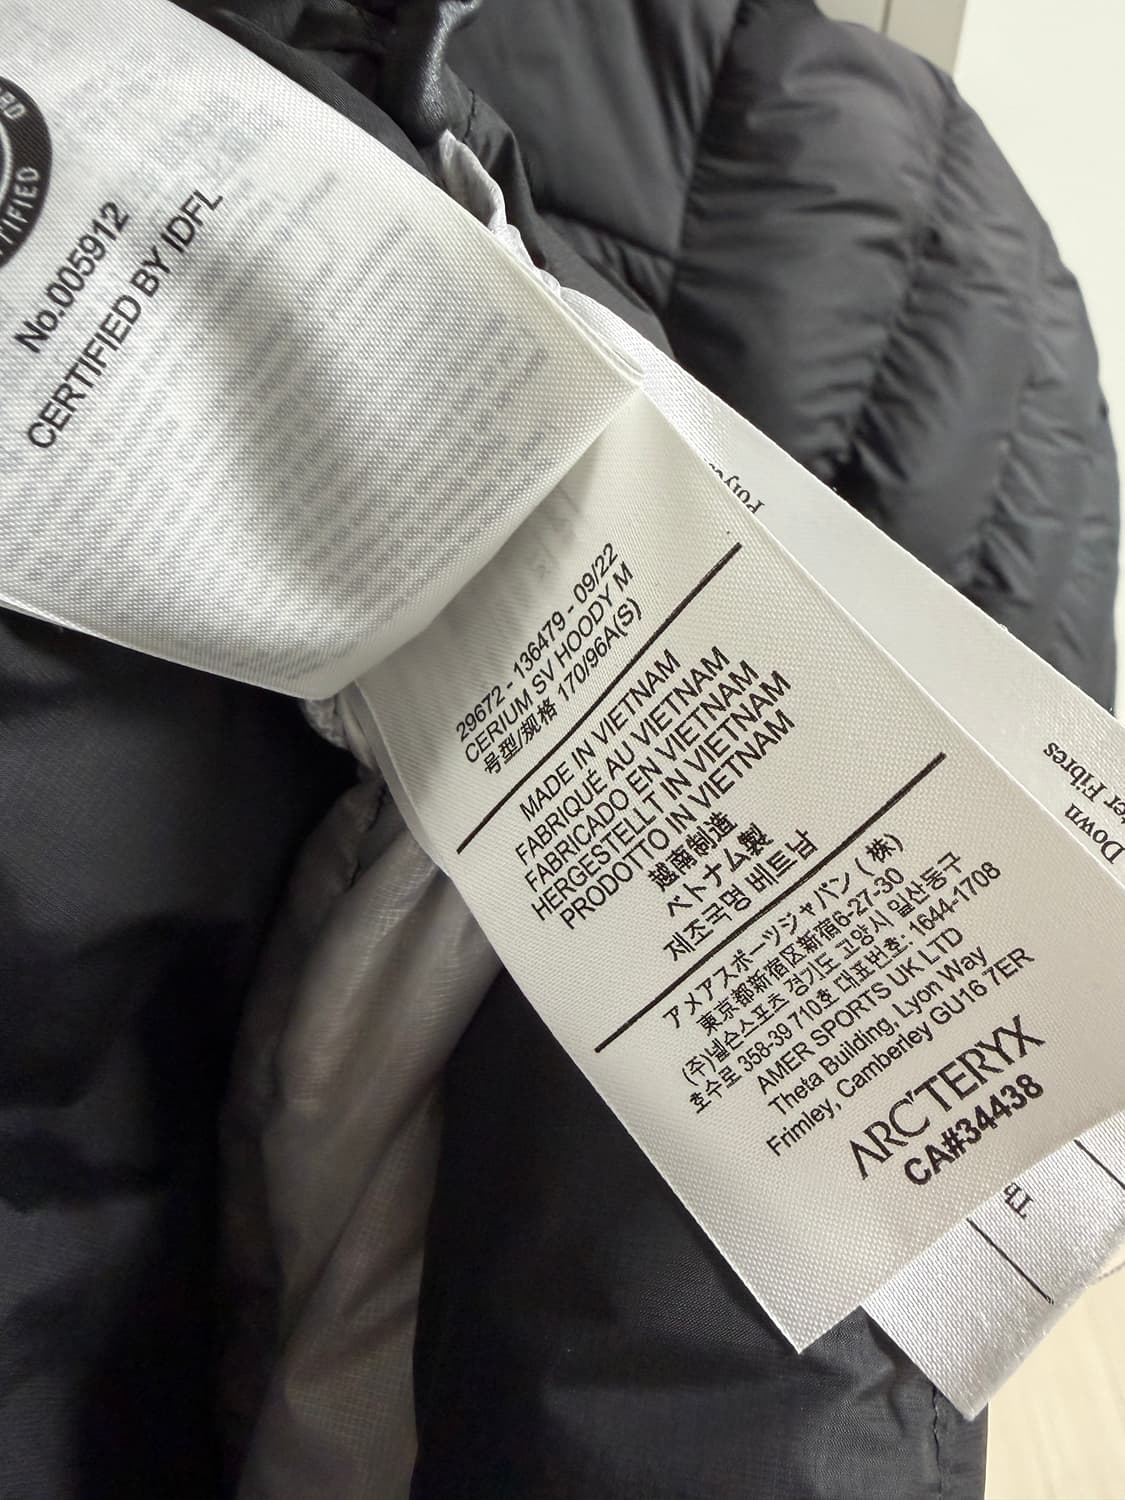 TIFIED
No.005912
CERTIFIED BY IDFL
29672 - 136479 - 09/22
CERIUM SV HOODY M
号型/规格 170/96A(S)
MADE IN VIETNAM
FABRIQUÉ AU VIETNAM
FABRICADO EN VIETNAM
HERGESTELLT IN VIETNAM
PRODOTTO IN VIETNAM
越南制造
ベトナム製
제조국명 베트남
アメアスポーツジャパン (株)
東京都新宿区新宿6-27-30
(주)넬슨스포츠 경기도 고양시 일산동구
호수로 358-39 710호 대표번호: 1644-1708
AMER SPORTS UK LTD
Theta Building, Lyon Way
Frimley, Camberley GU16 7ER
ARC'TERYX
CA#34438
Down
er Fibres